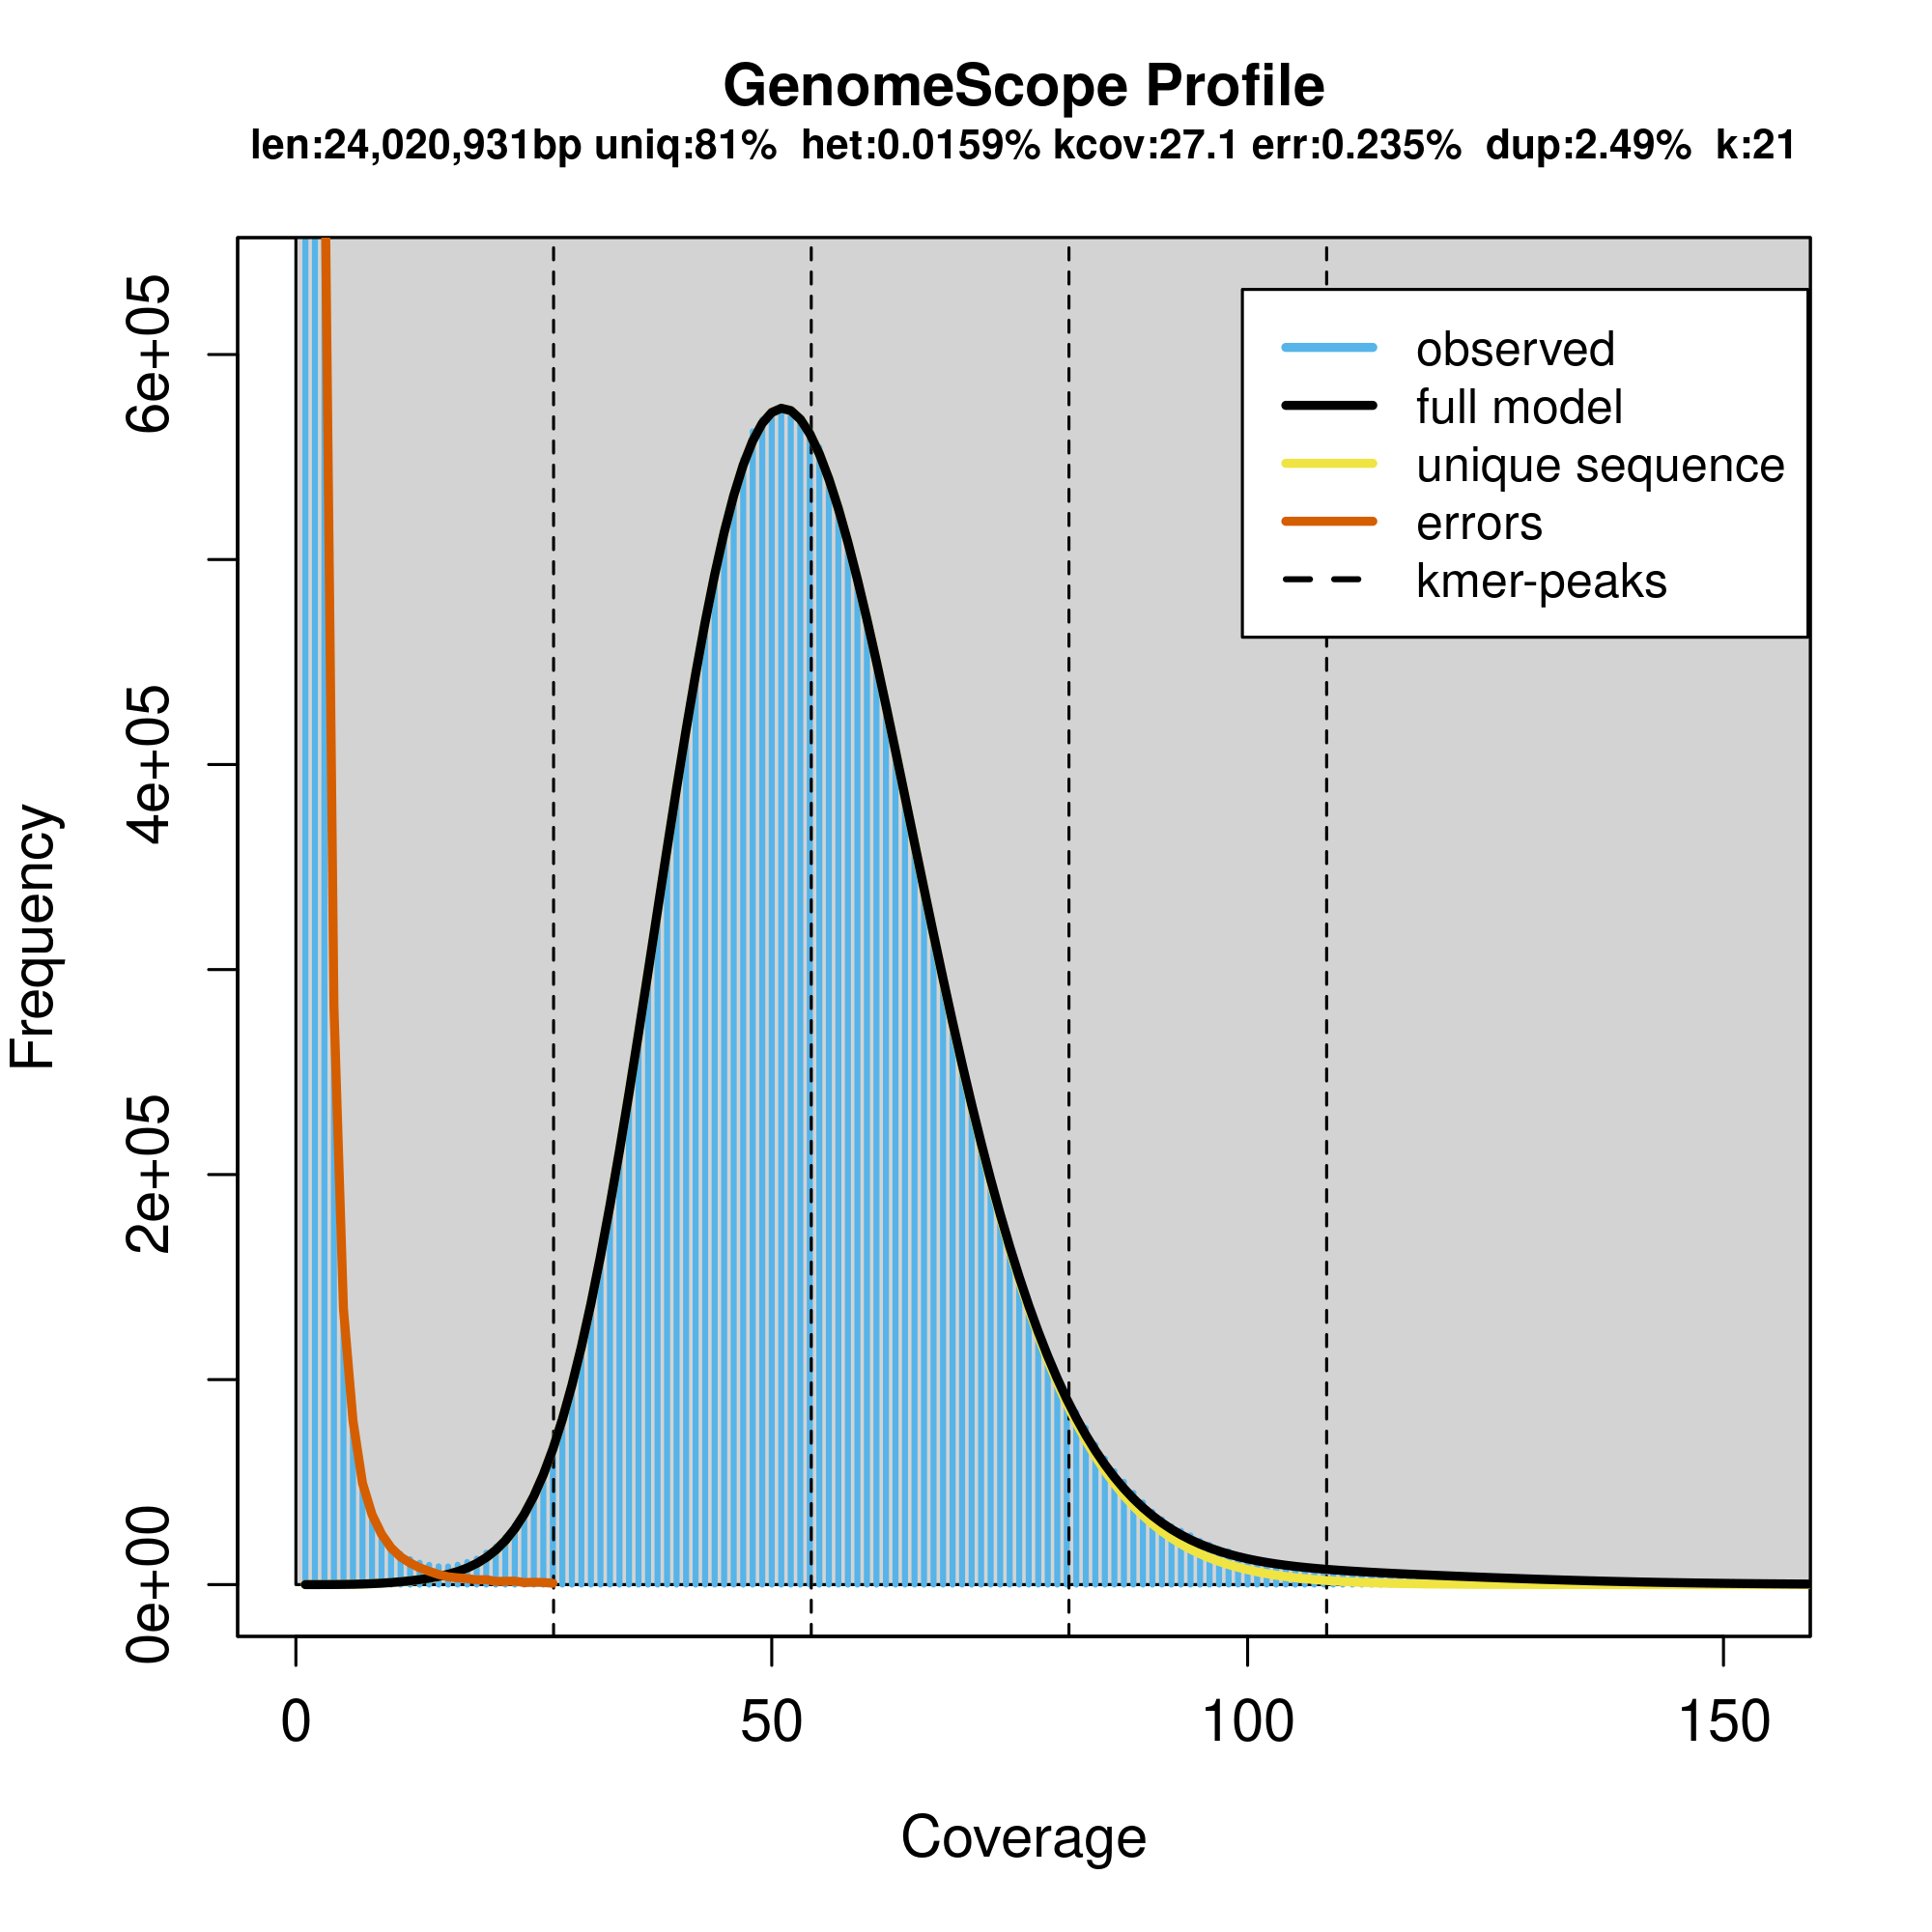 GenomeScope Profile
len:24,020,931bp uniq:81% het:0.0159% kcov:27.1 err:0.235% dup:2.49% k:21
observed
full model
unique sequence
errors
kmer-peaks
Frequency
6e+05
4e+05
2e+05
0e+00
0 50 100 150
Coverage